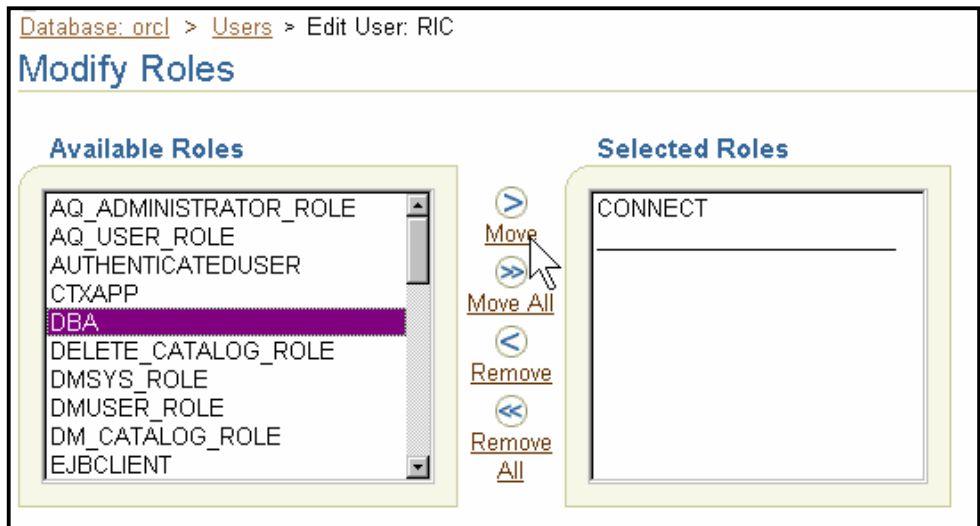 Database: orcl > Users > Edit User: RIC
Modify Roles
Available Roles
AQ_ADMINISTRATOR_ROLE
AQ_USER_ROLE
AUTHENTICATEDUSER
CTXAPP
DBA
DELETE_CATALOG_ROLE
DMSYS_ROLE
DMUSER_ROLE
DM_CATALOG_ROLE
EJBCLIENT
Move
Move All
Remove
Remove
All
Selected Roles
CONNECT